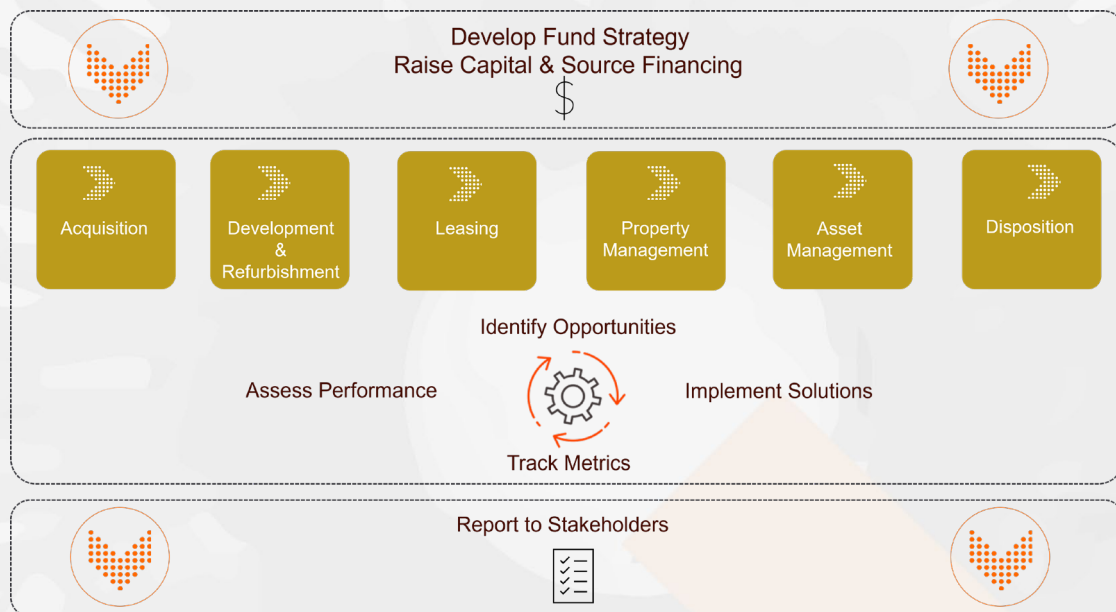 Develop Fund Strategy
Raise Capital & Source Financing
$
Acquisition
Development
&
Refurbishment
Leasing
Property
Management
Asset
Management
Disposition
Identify Opportunities
Assess Performance
Implement Solutions
Track Metrics
Report to Stakeholders